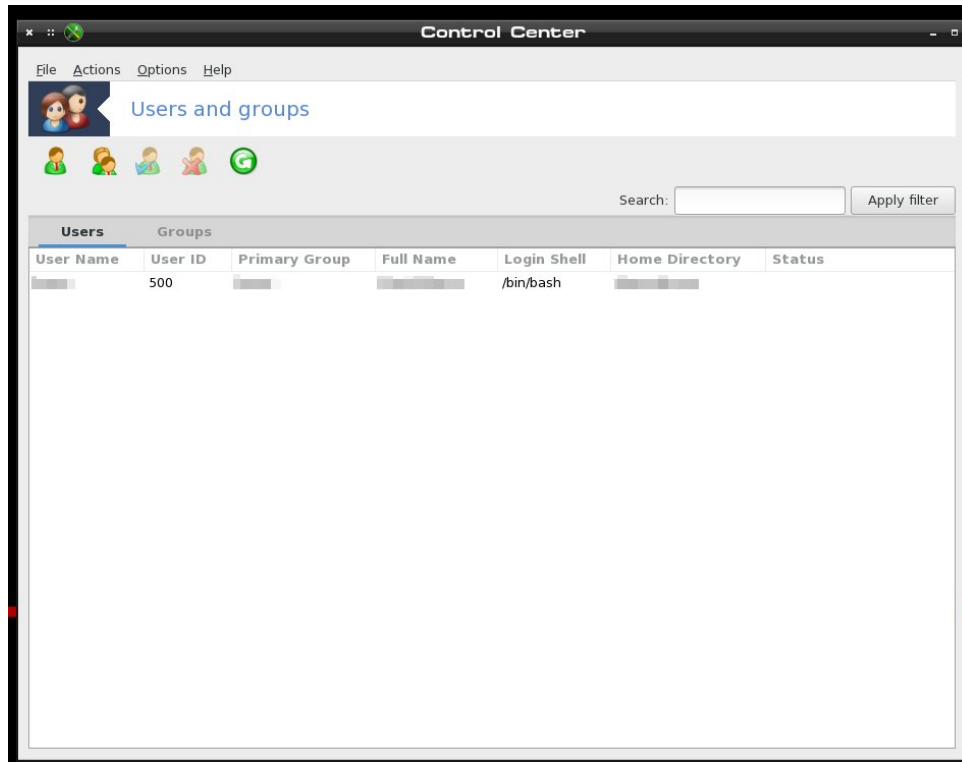 Control Center
File Actions Options Help
Users and groups
Search: Apply filter
Users Groups
User Name User ID Primary Group Full Name Login Shell Home Directory Status
500 /bin/bash